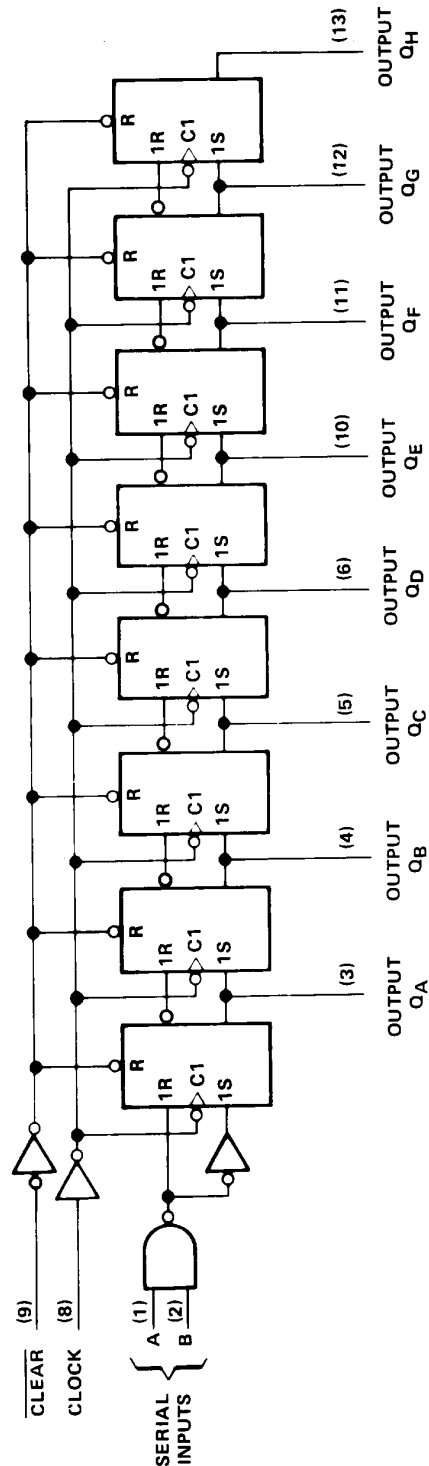 C̅L̅E̅A̅R̅ (9)
CLOCK (8)
SERIAL
INPUTS
A (1)
B (2)
R
1R
C1
1S
R
1R
C1
1S
R
1R
C1
1S
R
1R
C1
1S
R
1R
C1
1S
R
1R
C1
1S
R
1R
C1
1S
R
1R
C1
1S
(3)
OUTPUT
QA
(4)
OUTPUT
QB
(5)
OUTPUT
QC
(6)
OUTPUT
QD
(10)
OUTPUT
QE
(11)
OUTPUT
QF
(12)
OUTPUT
QG
(13)
OUTPUT
QH